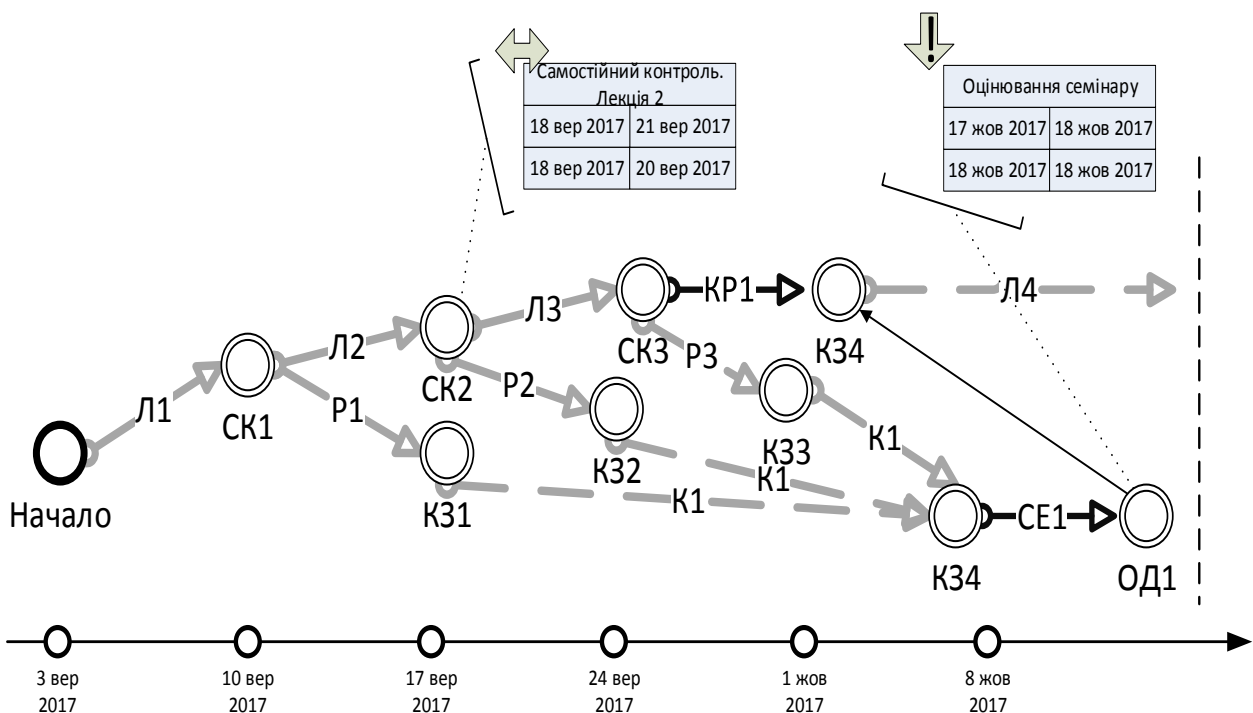 !
Самостійний контроль.
Лекція 2
18 вер 2017 21 вер 2017
18 вер 2017 20 вер 2017
Оцінювання семінару
17 жов 2017 18 жов 2017
18 жов 2017 18 жов 2017
КР1
Л4
Л3
СК3
К34
Р3
Л2
СК2
Р2
Л1
СК1
Р1
К33
К1
К32
К1
Начало
К31
К1
СЕ1
К34
ОД1
3 вер
2017
10 вер
2017
17 вер
2017
24 вер
2017
1 жов
2017
8 жов
2017